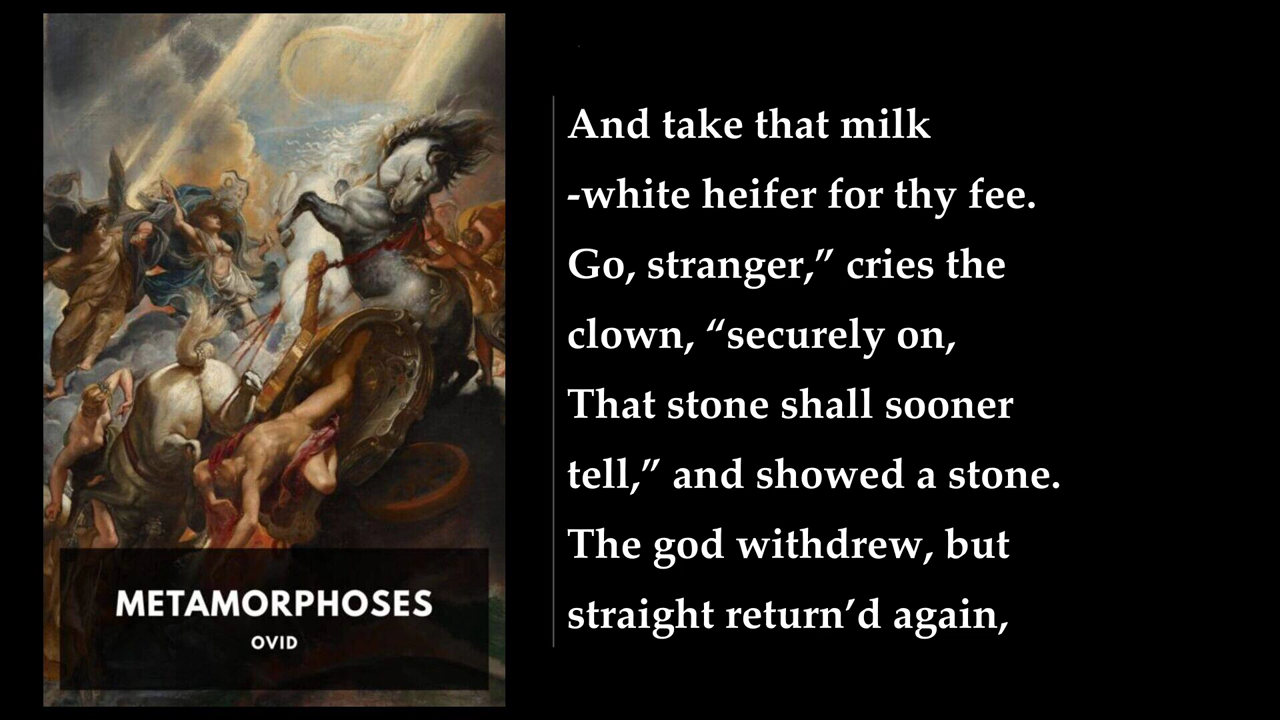 METAMORPHOSES
OVID
And take that milk
-white heifer for thy fee.
Go, stranger,” cries the
clown, “securely on,
That stone shall sooner
tell,” and showed a stone.
The god withdrew, but
straight return’d again,